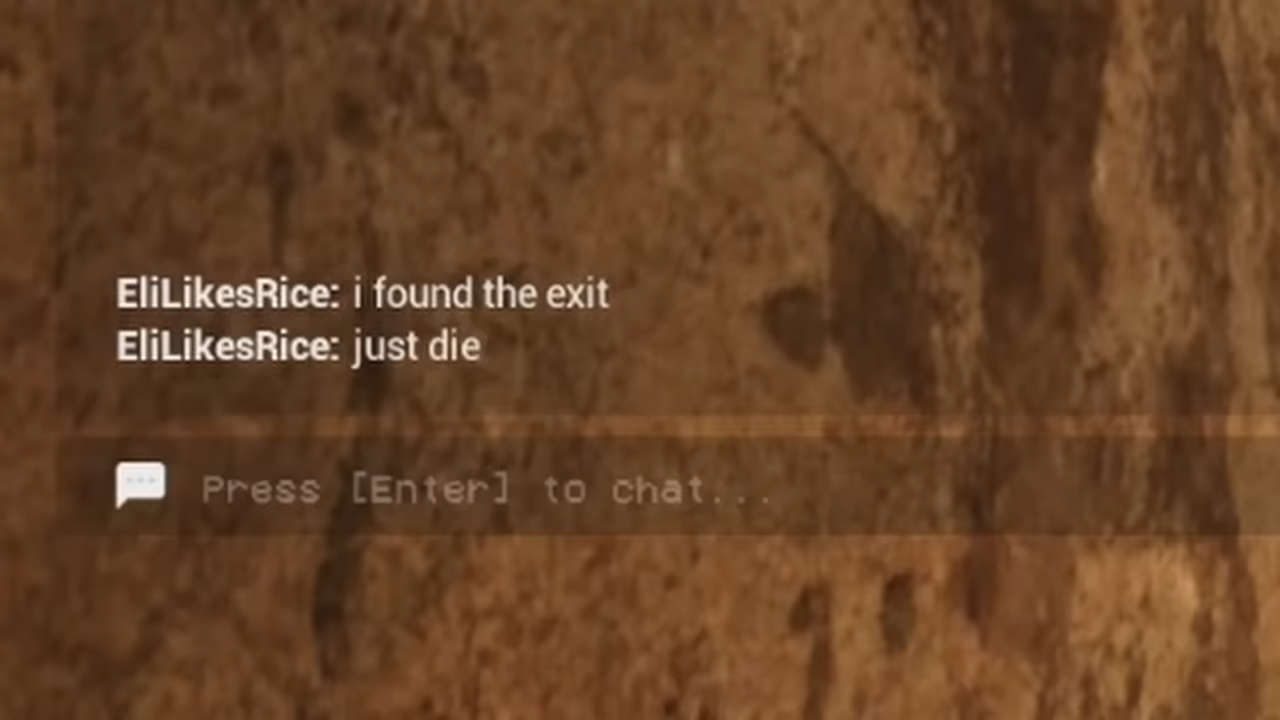 EliLikesRice: i found the exit
EliLikesRice: just die
Press [Enter] to chat...